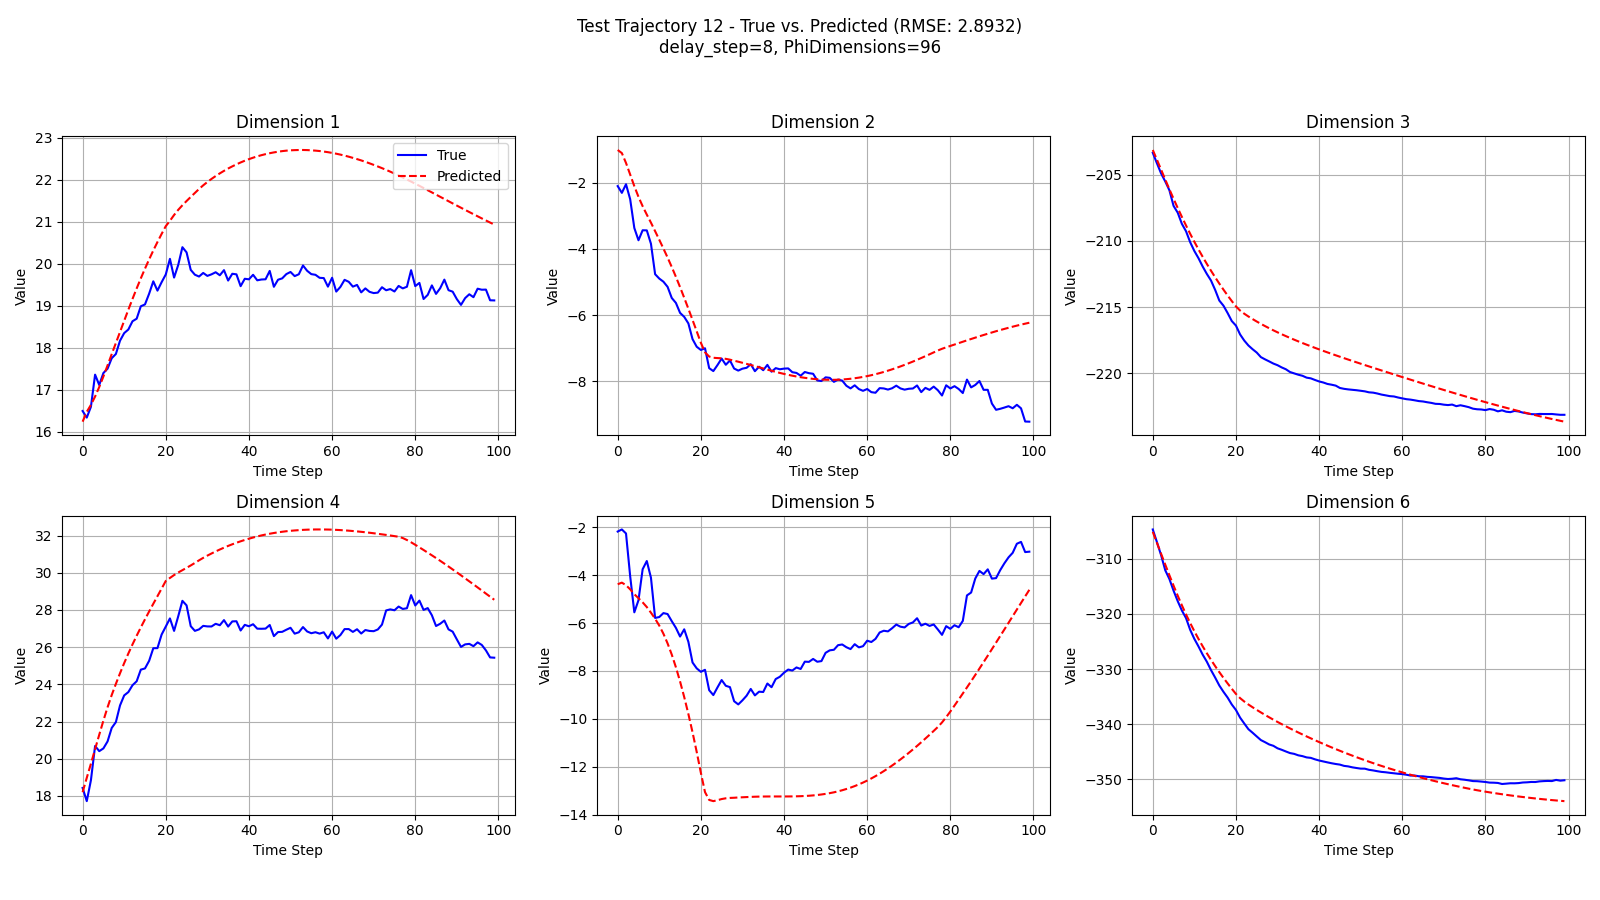 Test Trajectory 12 - True vs. Predicted (RMSE: 2.8932)
delay_step=8, PhiDimensions=96
Dimension 1
23
22
21
20
19
18
17
16
Value
0 20 40 60 80 100
Time Step
True
Predicted
Dimension 2
−2
−4
−6
−8
Value
0 20 40 60 80 100
Time Step
Dimension 3
−205
−210
−215
−220
Value
0 20 40 60 80 100
Time Step
Dimension 4
32
30
28
26
24
22
20
18
Value
0 20 40 60 80 100
Time Step
Dimension 5
−2
−4
−6
−8
−10
−12
−14
Value
0 20 40 60 80 100
Time Step
Dimension 6
−310
−320
−330
−340
−350
Value
0 20 40 60 80 100
Time Step